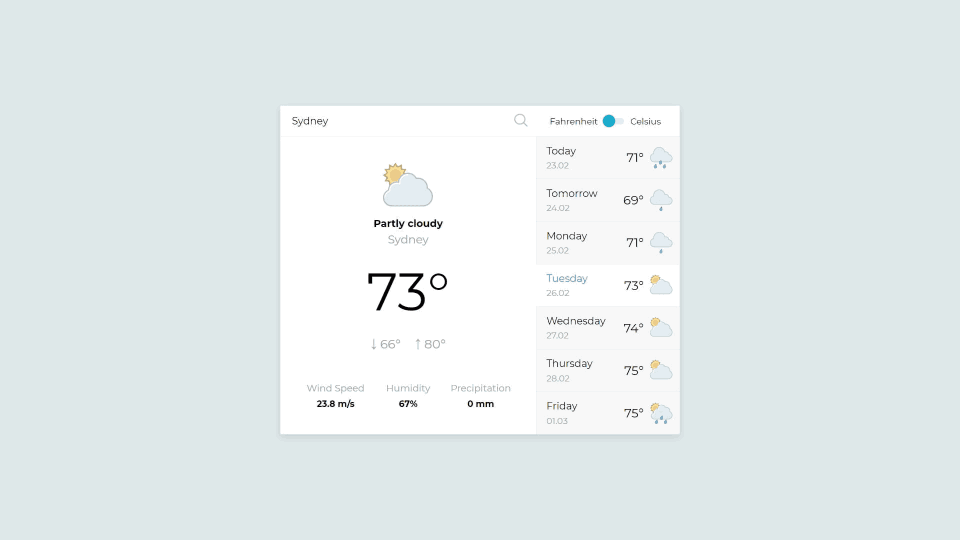 Sydney
Fahrenheit Celsius
Partly cloudy
Sydney
73°
↓ 66° ↑ 80°
Wind Speed Humidity Precipitation
23.8 m/s 67% 0 mm
Today 71°
23.02
Tomorrow 69°
24.02
Monday 71°
25.02
Tuesday 73°
26.02
Wednesday 74°
27.02
Thursday 75°
28.02
Friday 75°
01.03